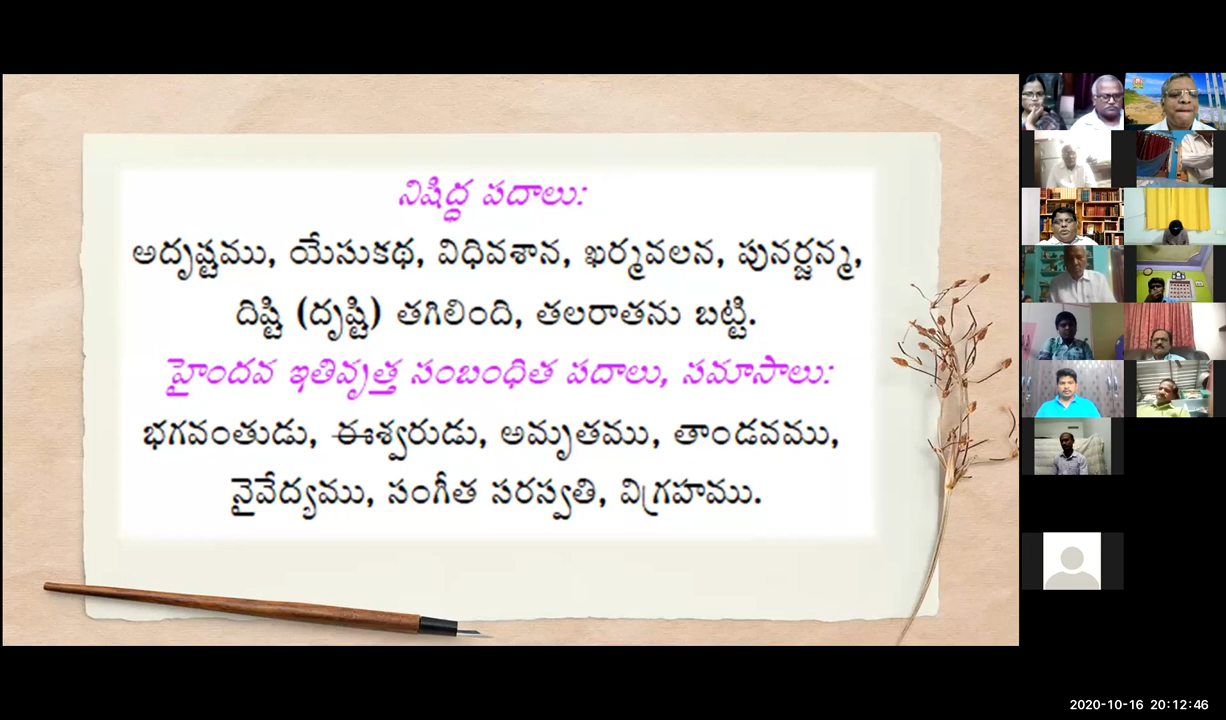 నిషిద్ధ పదాలు:
అదృష్టము, యేసుకథ, విధివశాన, ఖర్మవలన, పునర్జన్మ,
దిష్టి (దృష్టి) తగిలింది, తలరాతను బట్టి.
హైందవ ఇతివృత్త సంబంధిత పదాలు, సమాసాలు:
భగవంతుడు, ఈశ్వరుడు, అమృతము, తాండవము,
నైవేద్యము, సంగీత సరస్వతి, విగ్రహము.
2020-10-16 20:12:46